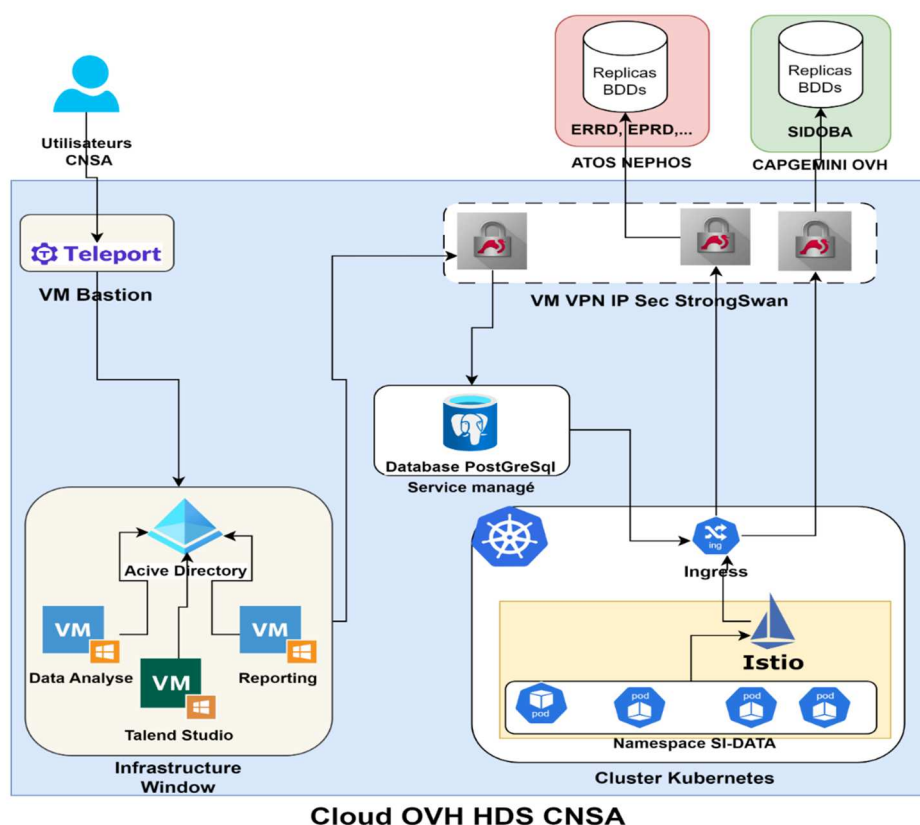 Replicas
BDDs
ERRD, EPRD,...
ATOS NEPHOS
Replicas
BDDs
SIDOBA
CAPGEMINI OVH
Utilisateurs
CNSA
Teleport
VM Bastion
VM VPN IP Sec StrongSwan
Database PostGreSql
Service managé
Acive Directory
VM
Data Analyse
VM
Talend Studio
VM
Reporting
Infrastructure
Window
ing
Ingress
Istio
pod
pod
pod
pod
Namespace SI-DATA
Cluster Kubernetes
Cloud OVH HDS CNSA